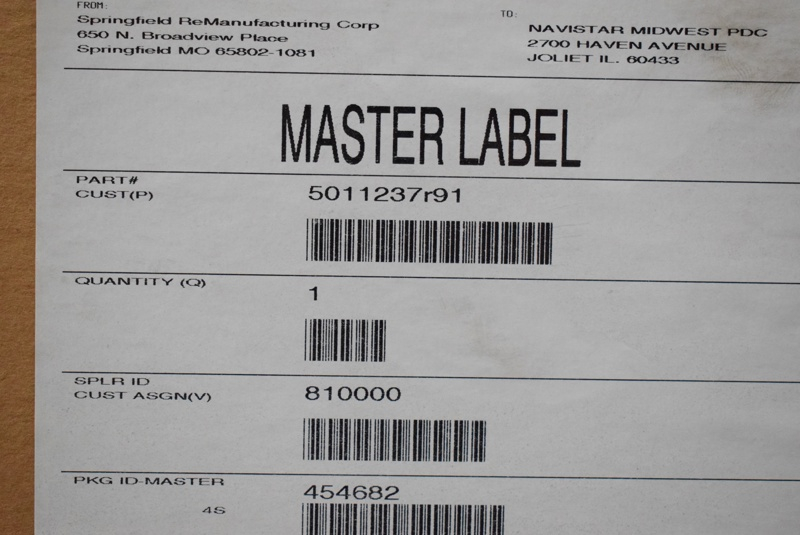 FROM:
Springfield ReManufacturing Corp
650 N. Broadview Place
Springfield MO 65802-1081
TO:
NAVISTAR MIDWEST PDC
2700 HAVEN AVENUE
JOLIET IL. 60433
MASTER LABEL
PART#
CUST(P)
5011237r91
QUANTITY (Q)
1
SPLR ID
CUST ASGN(V)
810000
PKG ID-MASTER
4S
454682